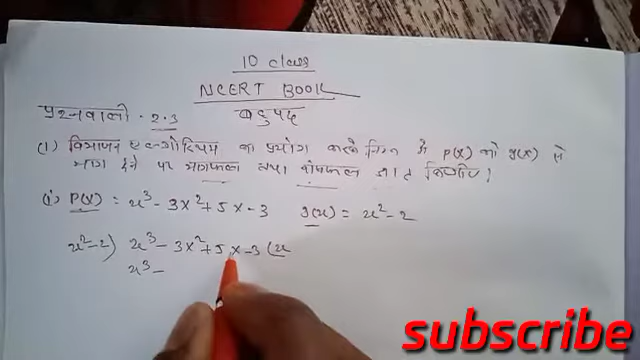 10 class
NCERT BOOK
बहुपद
प्रश्नावली - 2.3
(1) विभाजन एल्गोरिथम का प्रयोग करके निम्न में P(x) को g(x) से
भाग देने पर भागफल तथा शेषफल ज्ञात कीजिए।
(i) P(x) = x³ - 3x² + 5x - 3 g(x) = x² - 2
x² - 2) x³ - 3x² + 5x - 3 (x
x³ -
subscribe